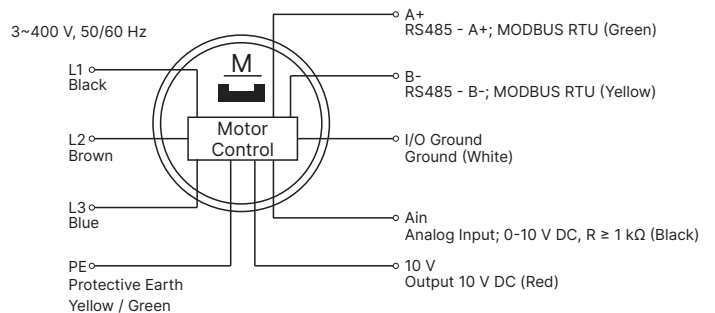 3~400 V, 50/60 Hz
L1
Black
L2
Brown
L3
Blue
PE
Protective Earth
Yellow / Green
M
Motor
Control
A+
RS485 - A+; MODBUS RTU (Green)
B-
RS485 - B-; MODBUS RTU (Yellow)
I/O Ground
Ground (White)
Ain
Analog Input; 0-10 V DC, R ≥ 1 kΩ (Black)
10 V
Output 10 V DC (Red)